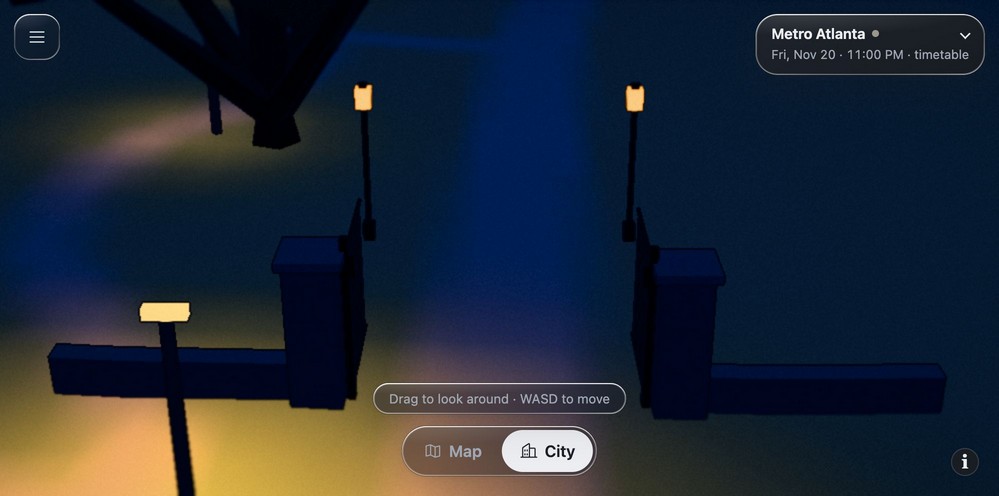 Metro Atlanta
Fri, Nov 20 · 11:00 PM · timetable
Drag to look around · WASD to move
Map
City